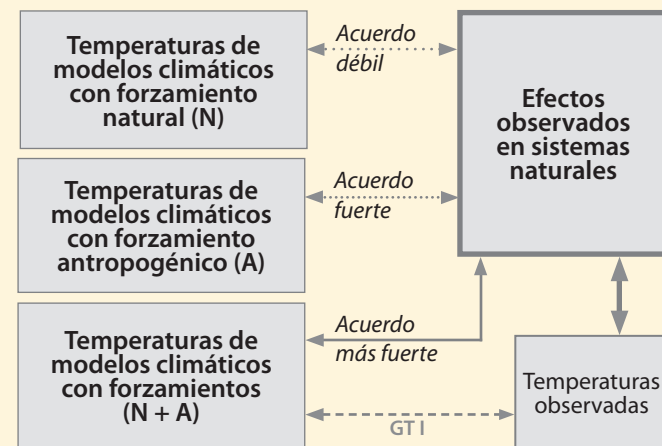 Temperaturas de
modelos climáticos
con forzamiento
natural (N)
Acuerdo
débil
Efectos
observados
en sistemas
naturales
Temperaturas de
modelos climáticos
con forzamiento
antropogénico (A)
Acuerdo
fuerte
Temperaturas de
modelos climáticos
con forzamientos
(N + A)
Acuerdo
más fuerte
Temperaturas
observadas
GT I